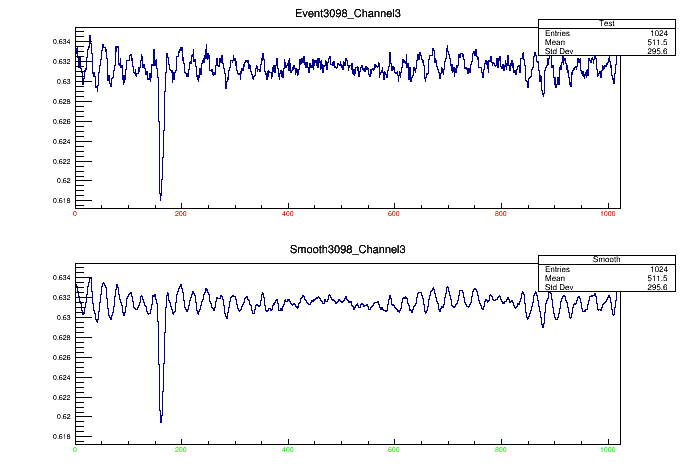 Event3098_Channel3
Test
Entries 1024
Mean 511.5
Std Dev 295.6
0.634
0.632
0.63
0.628
0.626
0.624
0.622
0.62
0.618
0 200 400 600 800 1000
Smooth3098_Channel3
Smooth
Entries 1024
Mean 511.5
Std Dev 295.6
0.634
0.632
0.63
0.628
0.626
0.624
0.622
0.62
0.618
0 200 400 600 800 1000